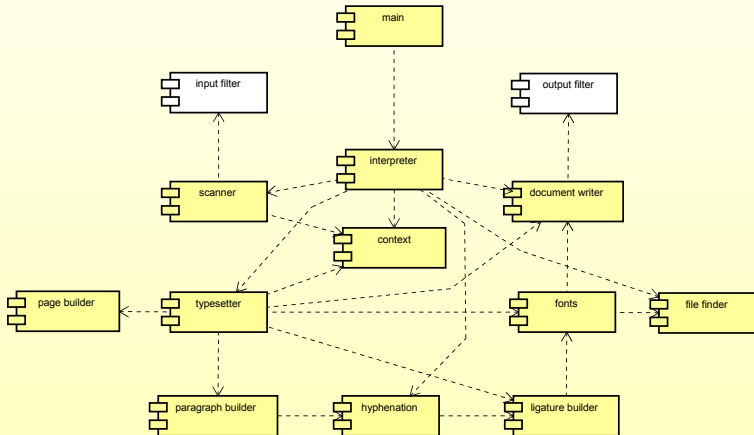 main
input filter
output filter
interpreter
scanner
document writer
context
page builder
typesetter
fonts
file finder
paragraph builder
hyphenation
ligature builder